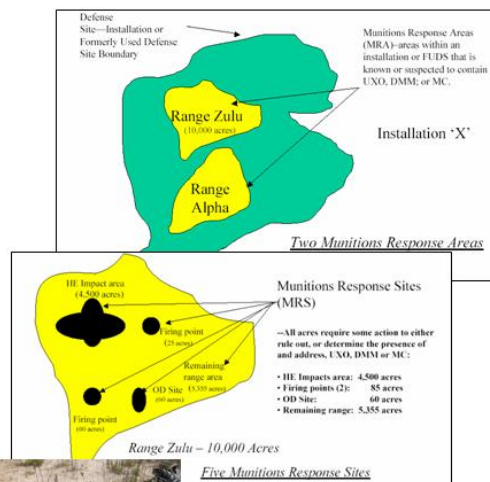 Defense
Site—Installation or
Formerly Used Defense
Site Boundary
Munitions Response Areas
(MRA)–areas within an
installation or FUDS that is
known or suspected to contain
UXO, DMM; or MC.
Range Zulu
(10,000 acres)
Installation ‘X’
Range
Alpha
Two Munitions Response Areas
HE Impact area
(4,500 acres)
Munitions Response Sites
(MRS)
Firing point
(25 acres)
--All acres require some action to either
rule out, or determine the presence of
and address, UXO, DMM or MC:
Remaining
range area
(5,355 acres)
• HE Impacts area: 4,500 acres
• Firing points (2): 85 acres
• OD Site: 60 acres
• Remaining range: 5,355 acres
OD Site
(60 acres)
Firing point
(60 acres)
Range Zulu – 10,000 Acres
Five Munitions Response Sites